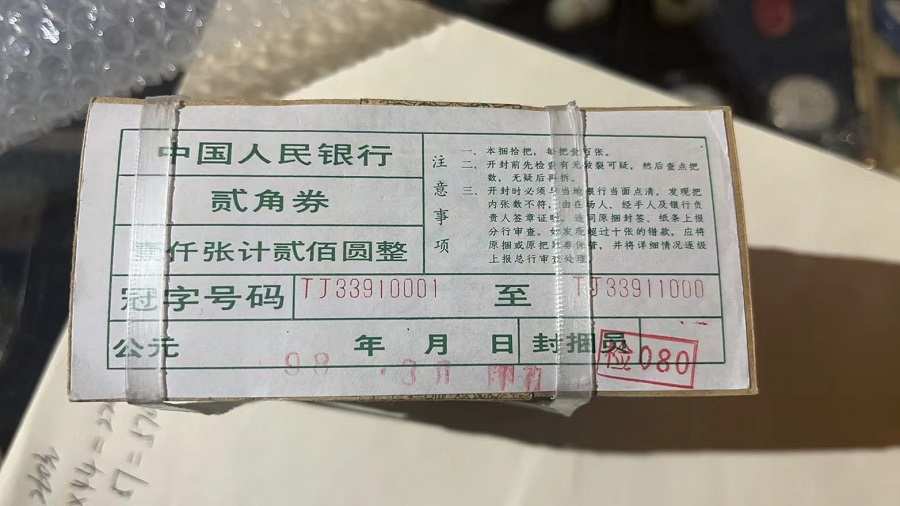 中国人民银行
贰角券
壹仟张计贰佰圆整
注意事项
一、本捆拾把，每把壹百张。
二、开封前先检查有无破裂可疑，然后查点把
数，无疑后再拆。
三、开封时必须与当地银行当面点清，发现把
内张数不符，由在场人、经手人及银行负
责人签章证明，连同原捆封签、纸条上报
分行审查。如发现超过十张的错款，应将
原捆或原把妥善保管，并将详细情况逐级
上报总行审查处理。
冠字号码 TJ33910001 至 TJ33911000
公元 98 年 月 日 封捆员
检080